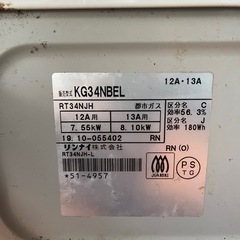 12A・13A
販売型式 KG34NBEL
RT34NJH 都市ガス
12A用 13A用
7.55kW 8.10kW
区分名 C
効率 56.3%
区分名 J
効率 180Wh
19.10-055402 RN
リンナイ株式会社 RN(O)
RT34NJH-L
*51-4957
JIA
PS
TG